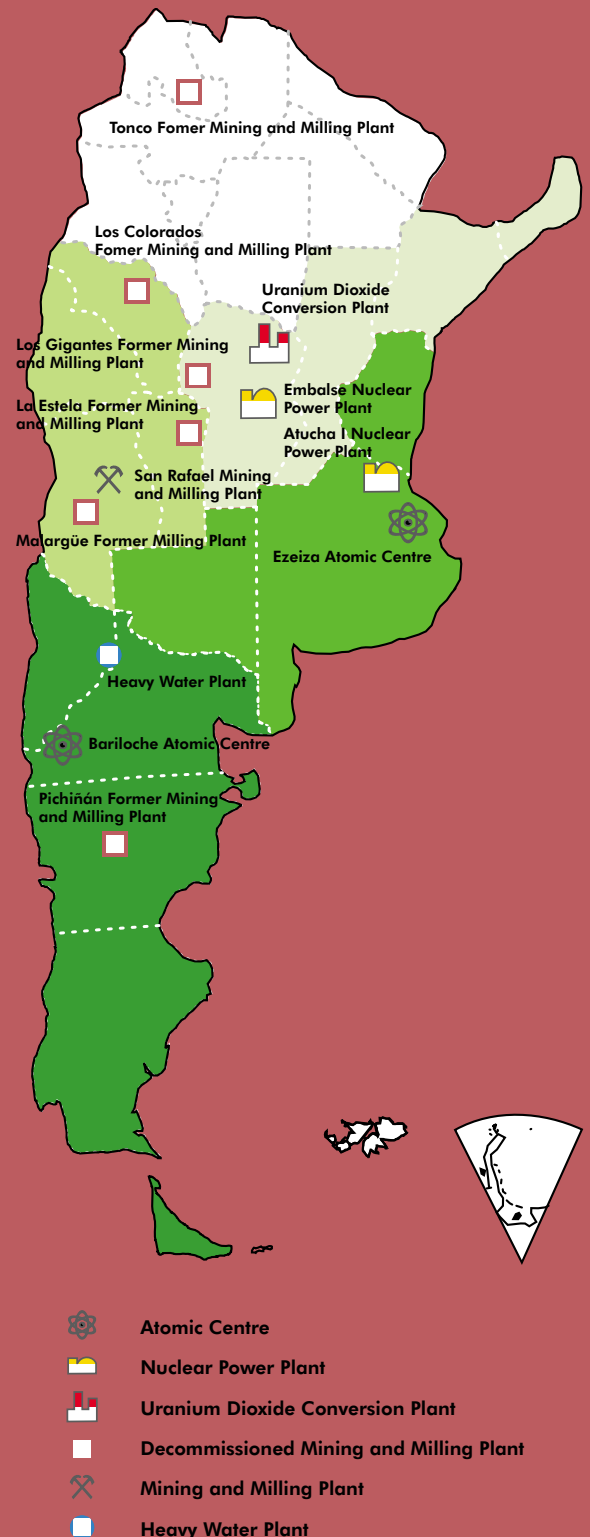 Tonco Fomer Mining and Milling Plant
Los Colorados
Fomer Mining and Milling Plant
Uranium Dioxide
Conversion Plant
Los Gigantes Former Mining
and Milling Plant
Embalse Nuclear
Power Plant
La Estela Former Mining
and Milling Plant
Atucha I Nuclear
Power Plant
San Rafael Mining
and Milling Plant
Malargüe Former Milling Plant
Ezeiza Atomic Centre
Heavy Water Plant
Bariloche Atomic Centre
Pichiñán Former Mining
and Milling Plant
Atomic Centre
Nuclear Power Plant
Uranium Dioxide Conversion Plant
Decommissioned Mining and Milling Plant
Mining and Milling Plant
Heavy Water Plant